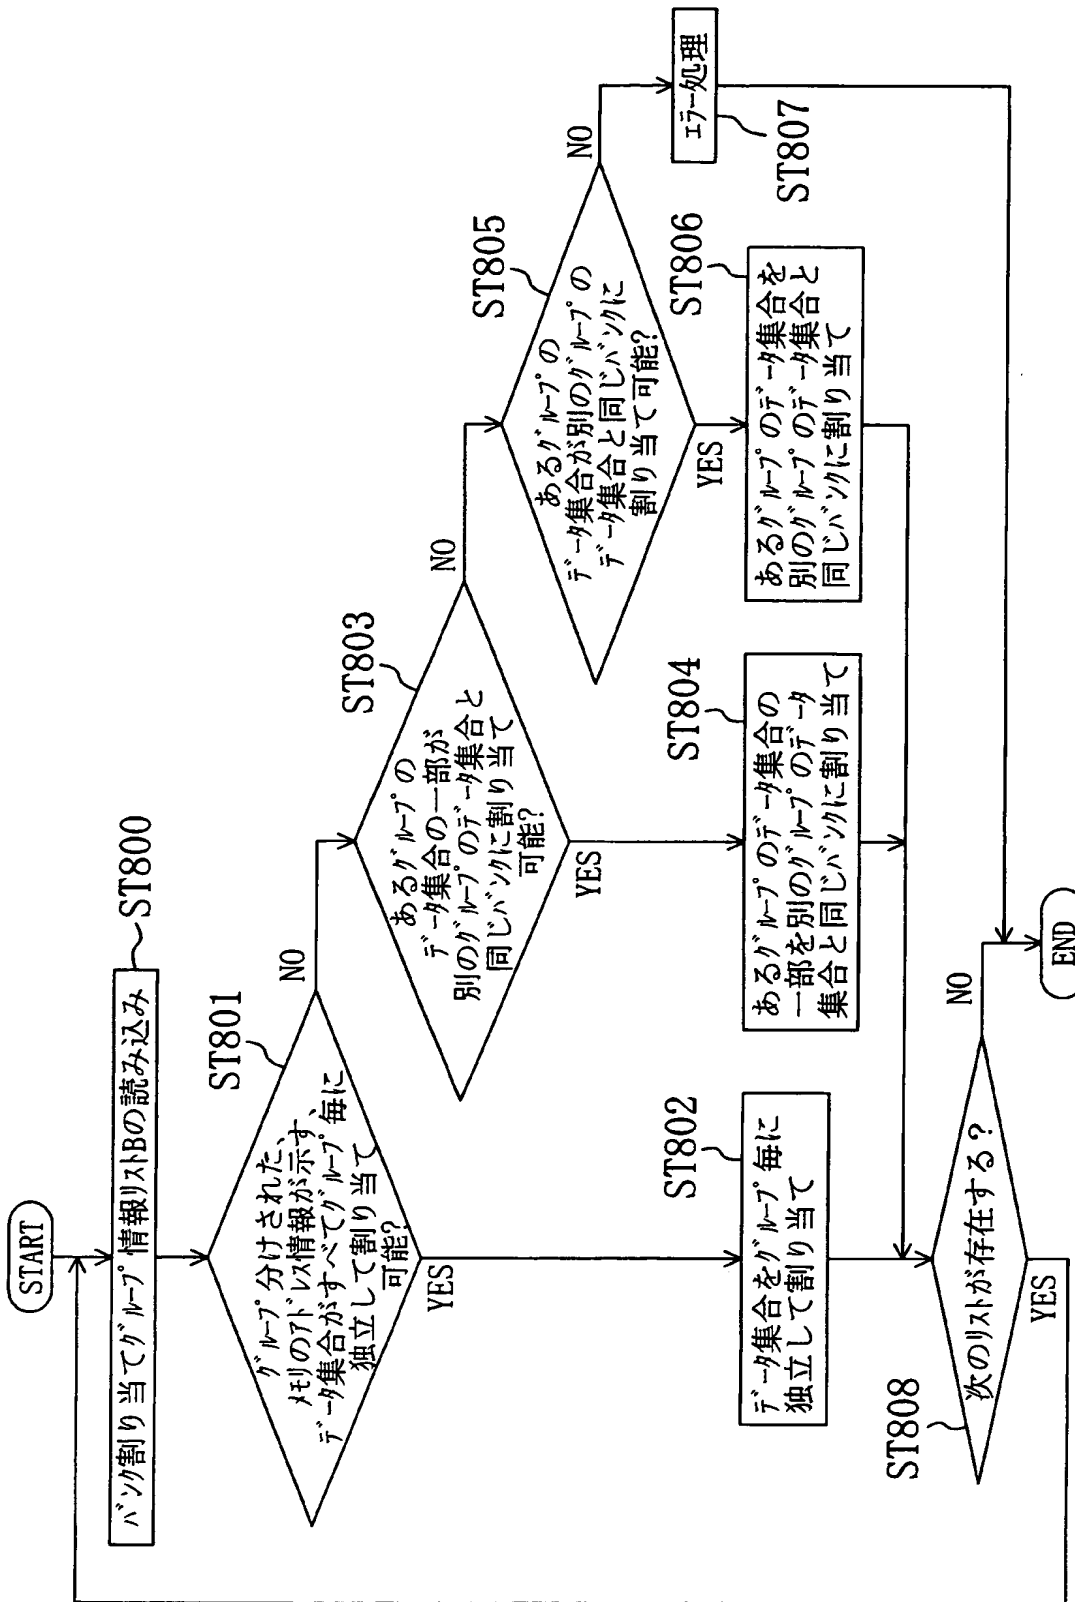 START
バンク割り当てグループ情報リストBの読み込み
ST800
グループ分けされた、
メモリのアドレス情報が示す、
データ集合がすべてグループ毎に
独立して割り当て
可能?
ST801
NO
YES
データ集合をグループ毎に
独立して割り当て
ST802
あるグループの
データ集合の一部が
別のグループのデータ集合と
同じバンクに割り当て
可能?
ST803
NO
YES
あるグループのデータ集合の
一部を別のグループのデータ
集合と同じバンクに割り当て
ST804
あるグループの
データ集合が別のグループの
データ集合と同じバンクに
割り当て可能?
ST805
NO
YES
あるグループのデータ集合を
別のグループのデータ集合と
同じバンクに割り当て
ST806
エラー処理
ST807
次のリストが存在する?
ST808
NO
YES
END